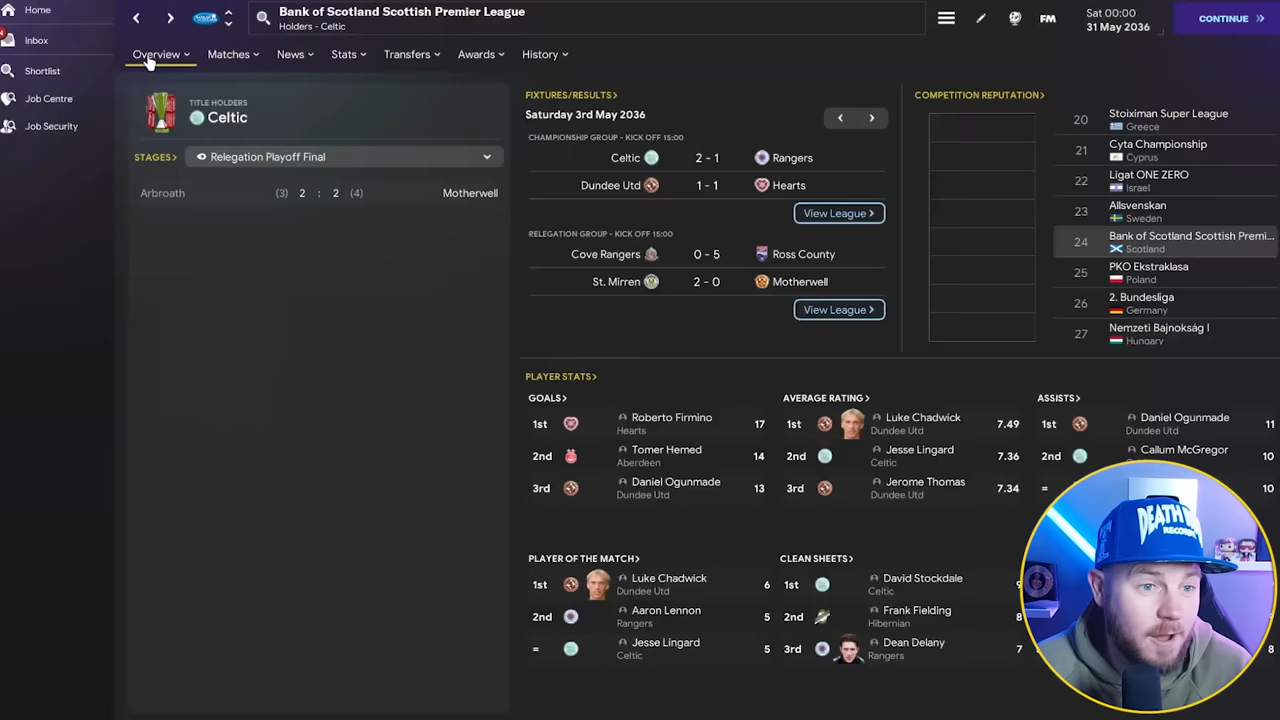 Home
Inbox
Shortlist
Job Centre
Job Security
Bank of Scotland Scottish Premier League
Holders - Celtic
FM
Sat 00:00
31 May 2036
CONTINUE
Overview
Matches
News
Stats
Transfers
Awards
History
TITLE HOLDERS
Celtic
STAGES
Relegation Playoff Final
Arbroath (3) 2 : 2 (4) Motherwell
FIXTURES/RESULTS
Saturday 3rd May 2036
CHAMPIONSHIP GROUP - KICK OFF 15:00
Celtic 2 - 1 Rangers
Dundee Utd 1 - 1 Hearts
View League
RELEGATION GROUP - KICK OFF 15:00
Cove Rangers 0 - 5 Ross County
St. Mirren 2 - 0 Motherwell
View League
COMPETITION REPUTATION
20 Stoiximan Super League
Greece
21 Cyta Championship
Cyprus
22 Ligat ONE ZERO
Israel
23 Allsvenskan
Sweden
24 Bank of Scotland Scottish Premi...
Scotland
25 PKO Ekstraklasa
Poland
26 2. Bundesliga
Germany
27 Nemzeti Bajnokság I
Hungary
PLAYER STATS
GOALS
1st Roberto Firmino 17
Hearts
2nd Tomer Hemed 14
Aberdeen
3rd Daniel Ogunmade 13
Dundee Utd
AVERAGE RATING
1st Luke Chadwick 7.49
Dundee Utd
2nd Jesse Lingard 7.36
Celtic
3rd Jerome Thomas 7.34
Dundee Utd
ASSISTS
1st Daniel Ogunmade 11
Dundee Utd
2nd Callum McGregor 10
= 10
PLAYER OF THE MATCH
1st Luke Chadwick 6
Dundee Utd
2nd Aaron Lennon 5
Rangers
= Jesse Lingard 5
Celtic
CLEAN SHEETS
1st David Stockdale
Celtic
2nd Frank Fielding 8
Hibernian
3rd Dean Delany 7
Rangers
8
DEATH
RECORDS